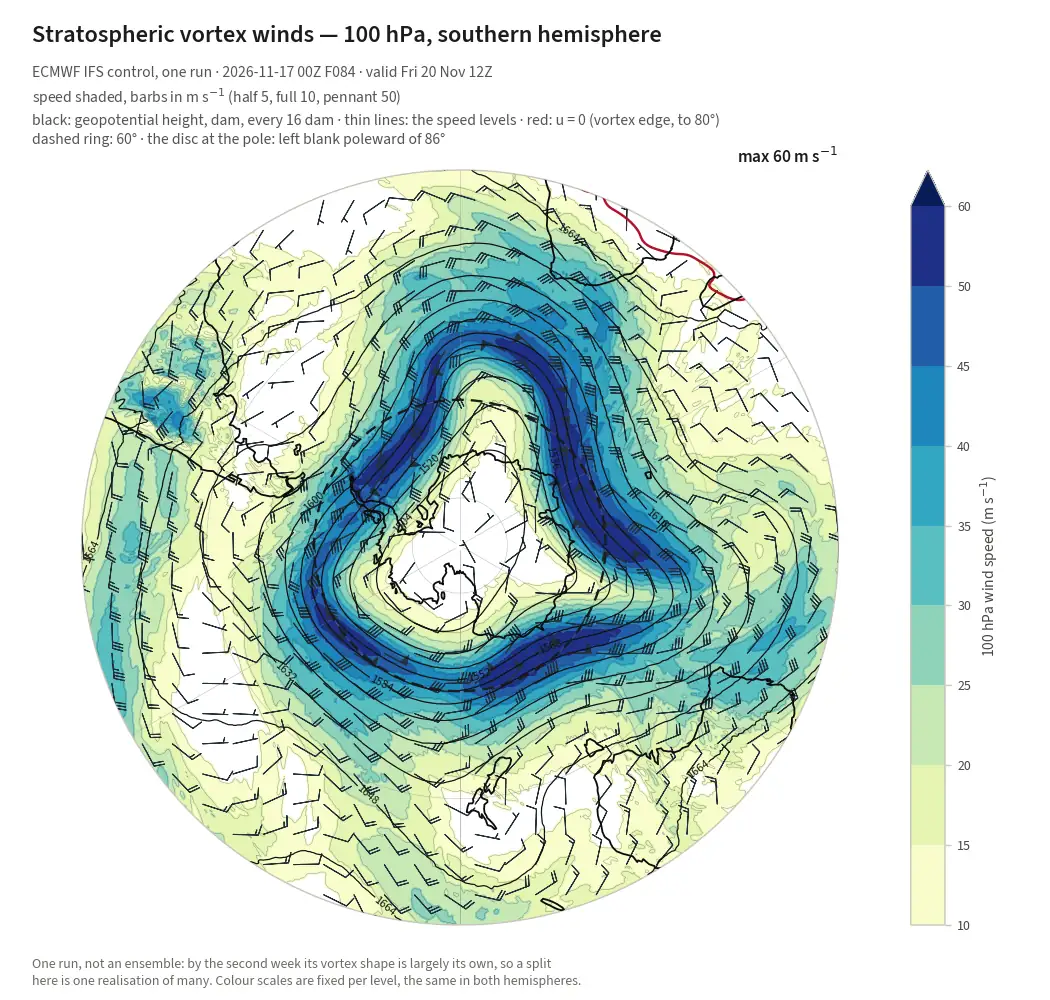 Stratospheric vortex winds — 100 hPa, southern hemisphere
ECMWF IFS control, one run · 2026-11-17 00Z F084 · valid Fri 20 Nov 12Z
speed shaded, barbs in m s⁻¹ (half 5, full 10, pennant 50)
black: geopotential height, dam, every 16 dam · thin lines: the speed levels · red: u = 0 (vortex edge, to 80°)
dashed ring: 60° · the disc at the pole: left blank poleward of 86°
max 60 m s⁻¹
60
50
45
40
35
30
25
20
15
10
100 hPa wind speed (m s⁻¹)
1664
1520
1600
1616
1664
1632
1584
1664
1648
1664
One run, not an ensemble: by the second week its vortex shape is largely its own, so a split
here is one realisation of many. Colour scales are fixed per level, the same in both hemispheres.